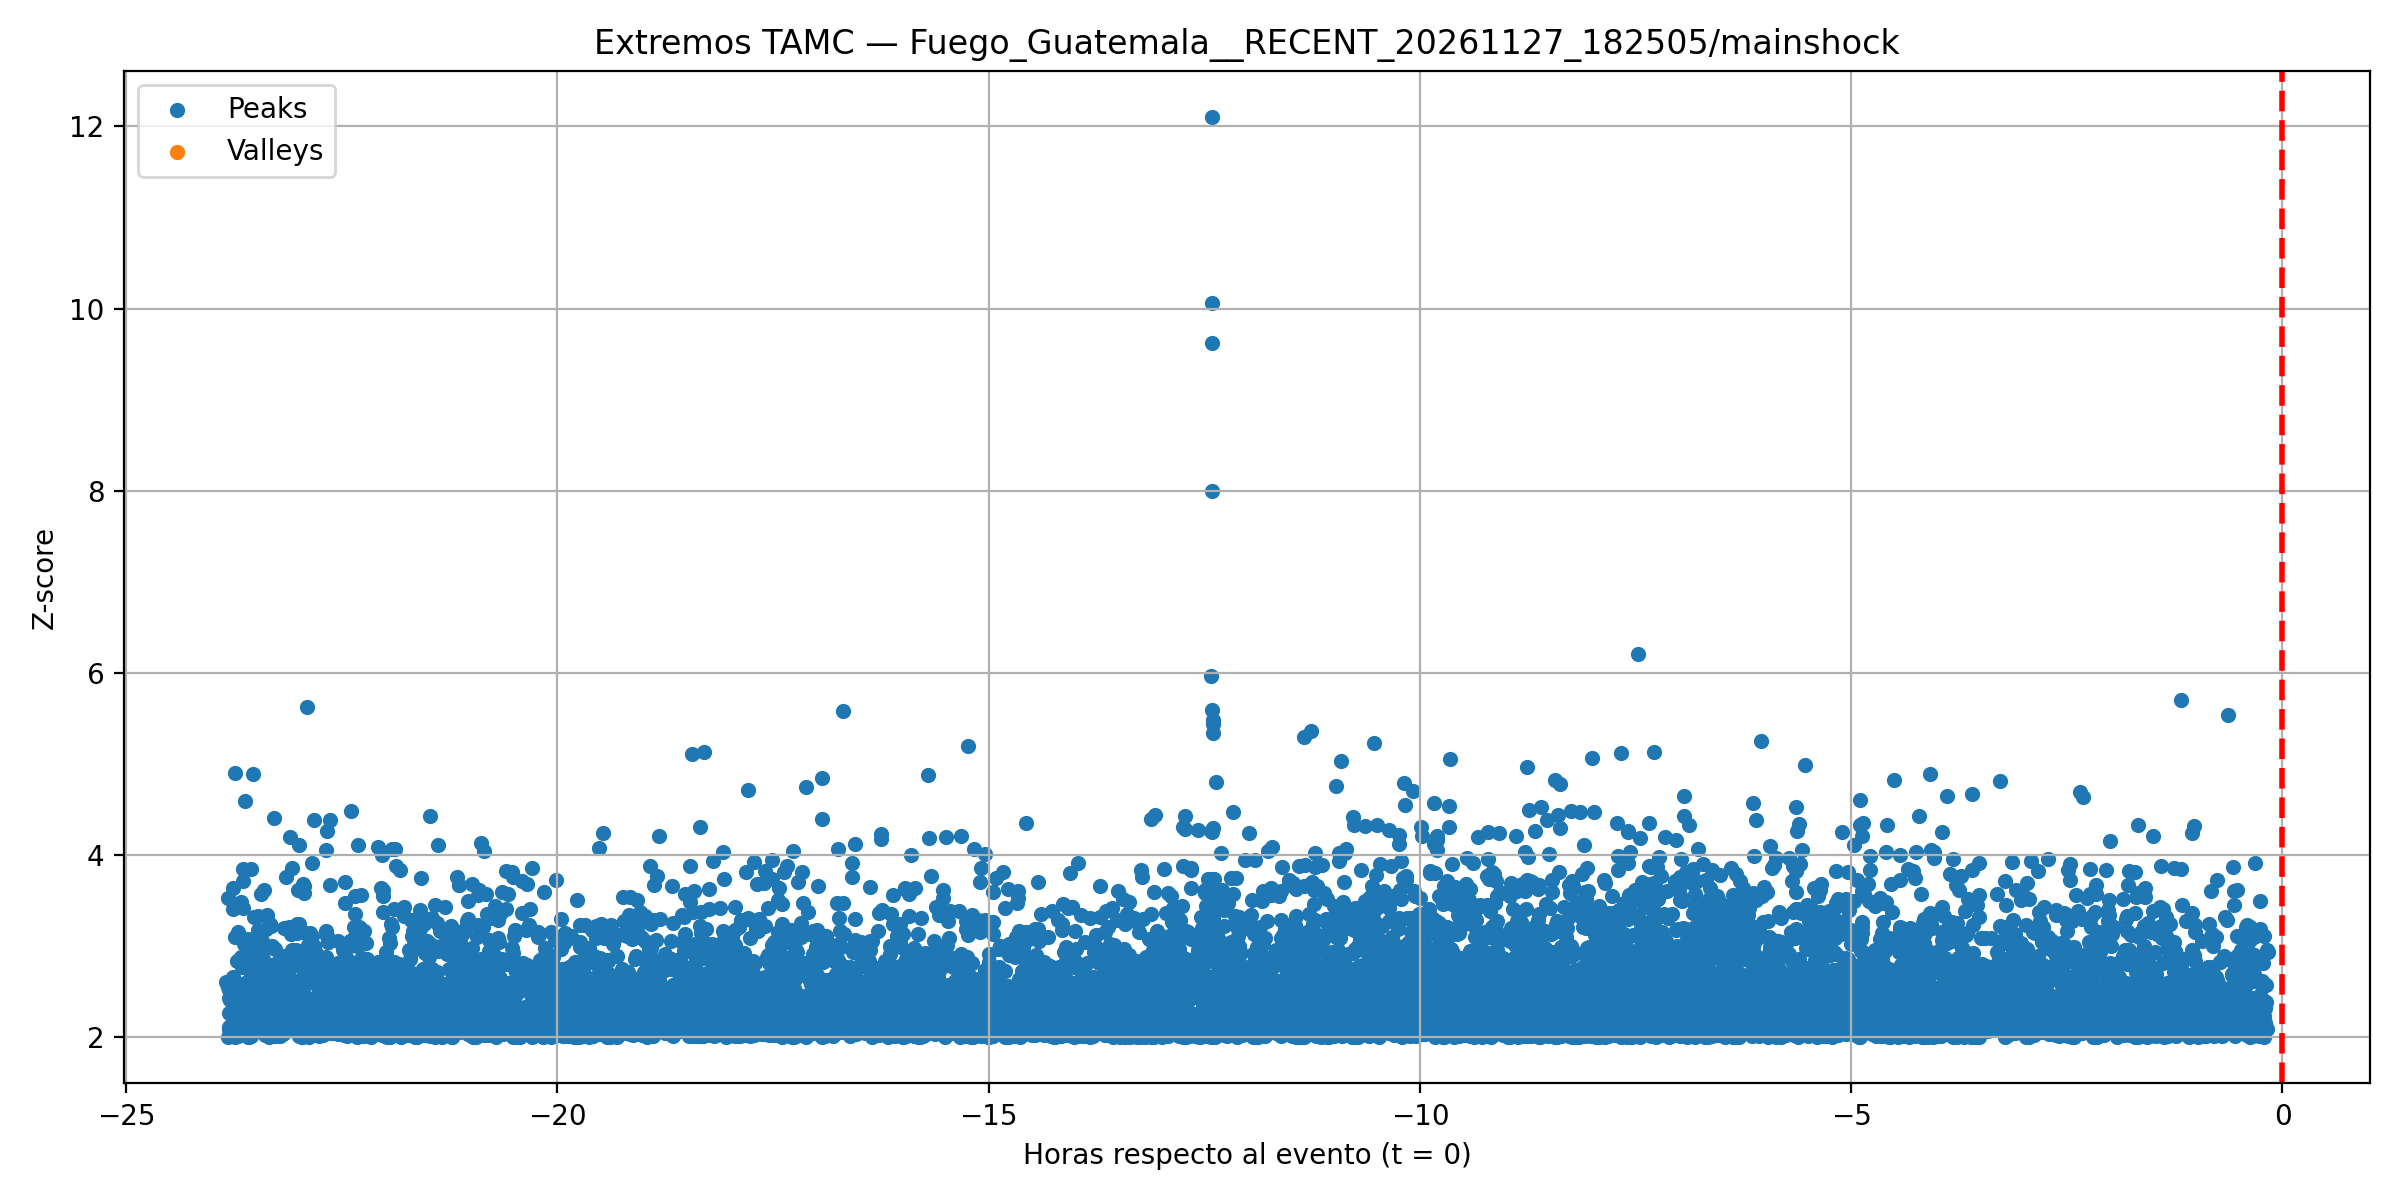 Extremos TAMC — Fuego_Guatemala__RECENT_20261127_182505/mainshock
Peaks
Valleys
12
10
8
6
4
2
Z-score
−25
−20
−15
−10
−5
0
Horas respecto al evento (t = 0)